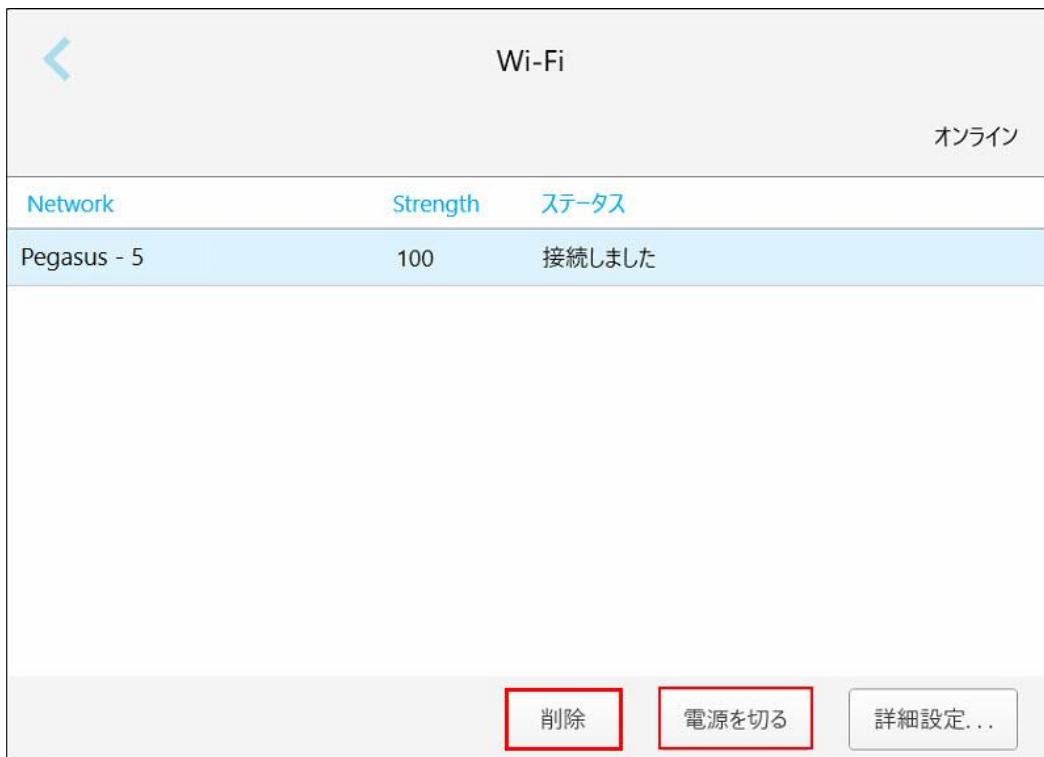 Wi-Fi
オンライン
Network Strength ステータス
Pegasus - 5 100 接続しました
削除 電源を切る 詳細設定...